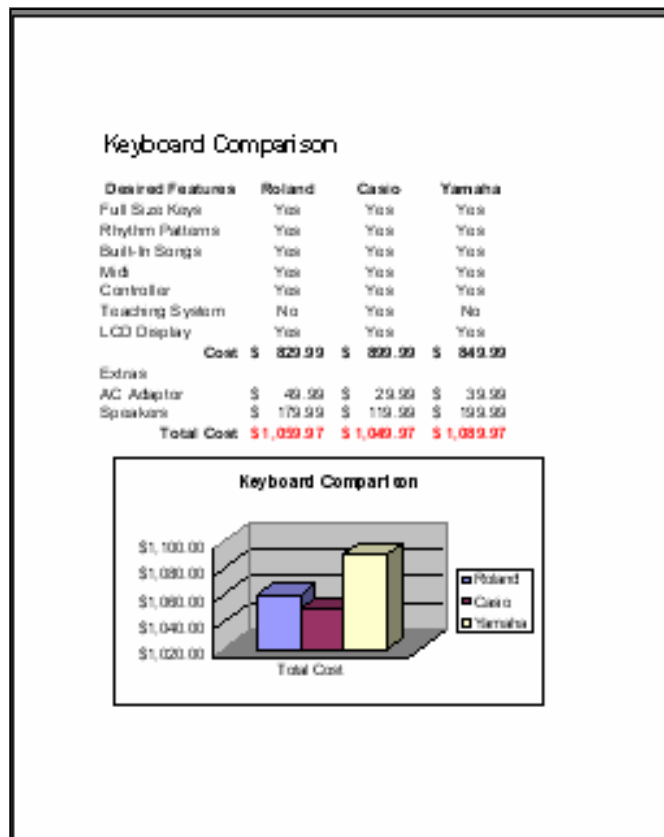 Keyboard Comparison
Desired Features Roland Casio Yamaha
Full Size Keys Yes Yes Yes
Rhythm Patterns Yes Yes Yes
Built-In Songs Yes Yes Yes
Midi Yes Yes Yes
Controller Yes Yes Yes
Teaching System No Yes No
LCD Display Yes Yes Yes
Cost $ 829.99 $ 899.99 $ 849.99
Extras
AC Adaptor $ 49.99 $ 29.99 $ 39.99
Speakers $ 179.99 $ 119.99 $ 199.99
Total Cost $1,059.97 $1,049.97 $1,089.97
Keyboard Comparison
$1,100.00
$1,080.00
$1,060.00
$1,040.00
$1,020.00
Total Cost
Roland
Casio
Yamaha